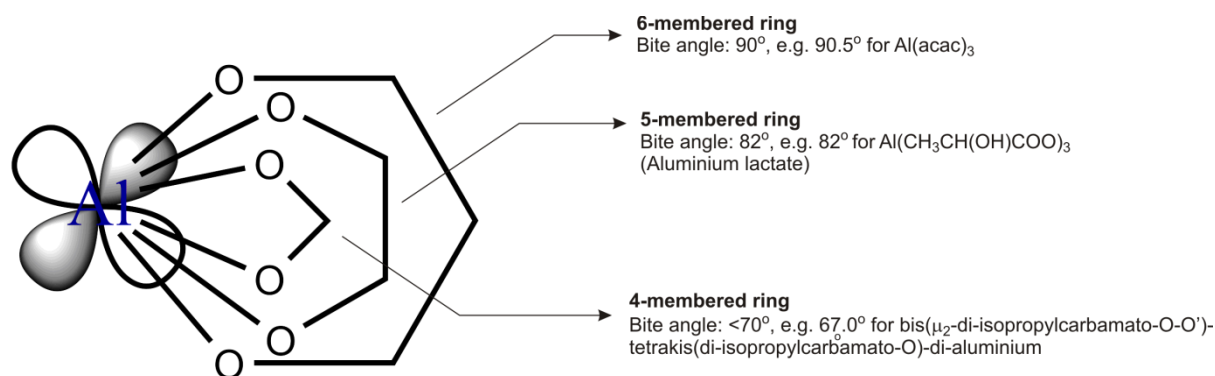 6-membered ring
Bite angle: 90°, e.g. 90.5° for Al(acac)₃
5-membered ring
Bite angle: 82°, e.g. 82° for Al(CH₃CH(OH)COO)₃
(Aluminium lactate)
4-membered ring
Bite angle: <70°, e.g. 67.0° for bis(μ₂-di-isopropylcarbamato-O-O')-
tetrakis(di-isopropylcarbamato-O)-di-aluminium
Al
O
O
O
O
O
O